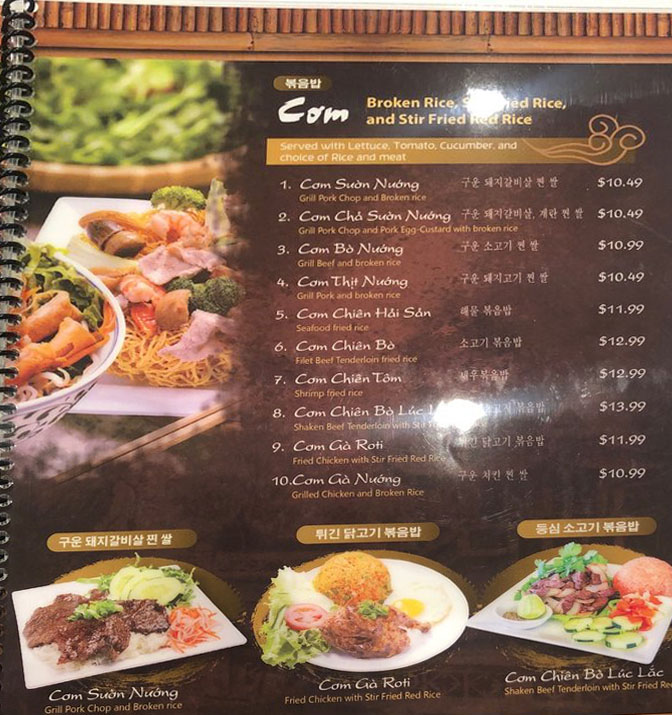 볶음밥
Cơm
Broken Rice, Fried Rice,
and Stir Fried Red Rice
Served with Lettuce, Tomato, Cucumber, and
choice of Rice and meat
1. Cơm Sườn Nướng 구운 돼지갈비살 찐 쌀 $10.49
Grill Pork Chop and Broken rice
2. Cơm Chả Sườn Nướng 구운 돼지갈비살, 계란 찐 쌀 $10.49
Grill Pork Chop and Pork Egg-Custard with broken rice
3. Cơm Bò Nướng 구운 소고기 찐 쌀 $10.99
Grill Beef and broken rice
4. Cơm Thịt Nướng 구운 돼지고기 찐 쌀 $10.49
Grill Pork and broken rice
5. Cơm Chiên Hải Sản 해물 볶음밥 $11.99
Seafood fried rice
6. Cơm Chiên Bò 소고기 볶음밥 $12.99
Filet Beef Tenderloin fried rice
7. Cơm Chiên Tôm 새우볶음밥 $12.99
Shrimp fried rice
8. Cơm Chiên Bò Lúc 소고기 볶음밥 $13.99
Shaken Beef Tenderloin with Stir
9. Cơm Gà Roti 튀긴 닭고기 볶음밥 $11.99
Fried Chicken with Stir Fried Red Rice
10. Cơm Gà Nướng 구운 치킨 찐 쌀 $10.99
Grilled Chicken and Broken Rice
구운 돼지갈비살 찐 쌀
튀긴 닭고기 볶음밥
등심 소고기 볶음밥
Cơm Sườn Nướng
Grill Pork Chop and Broken rice
Cơm Gà Roti
Fried Chicken with Stir Fried Red Rice
Cơm Chiên Bò Lúc Lắc
Shaken Beef Tenderloin with Stir Fried